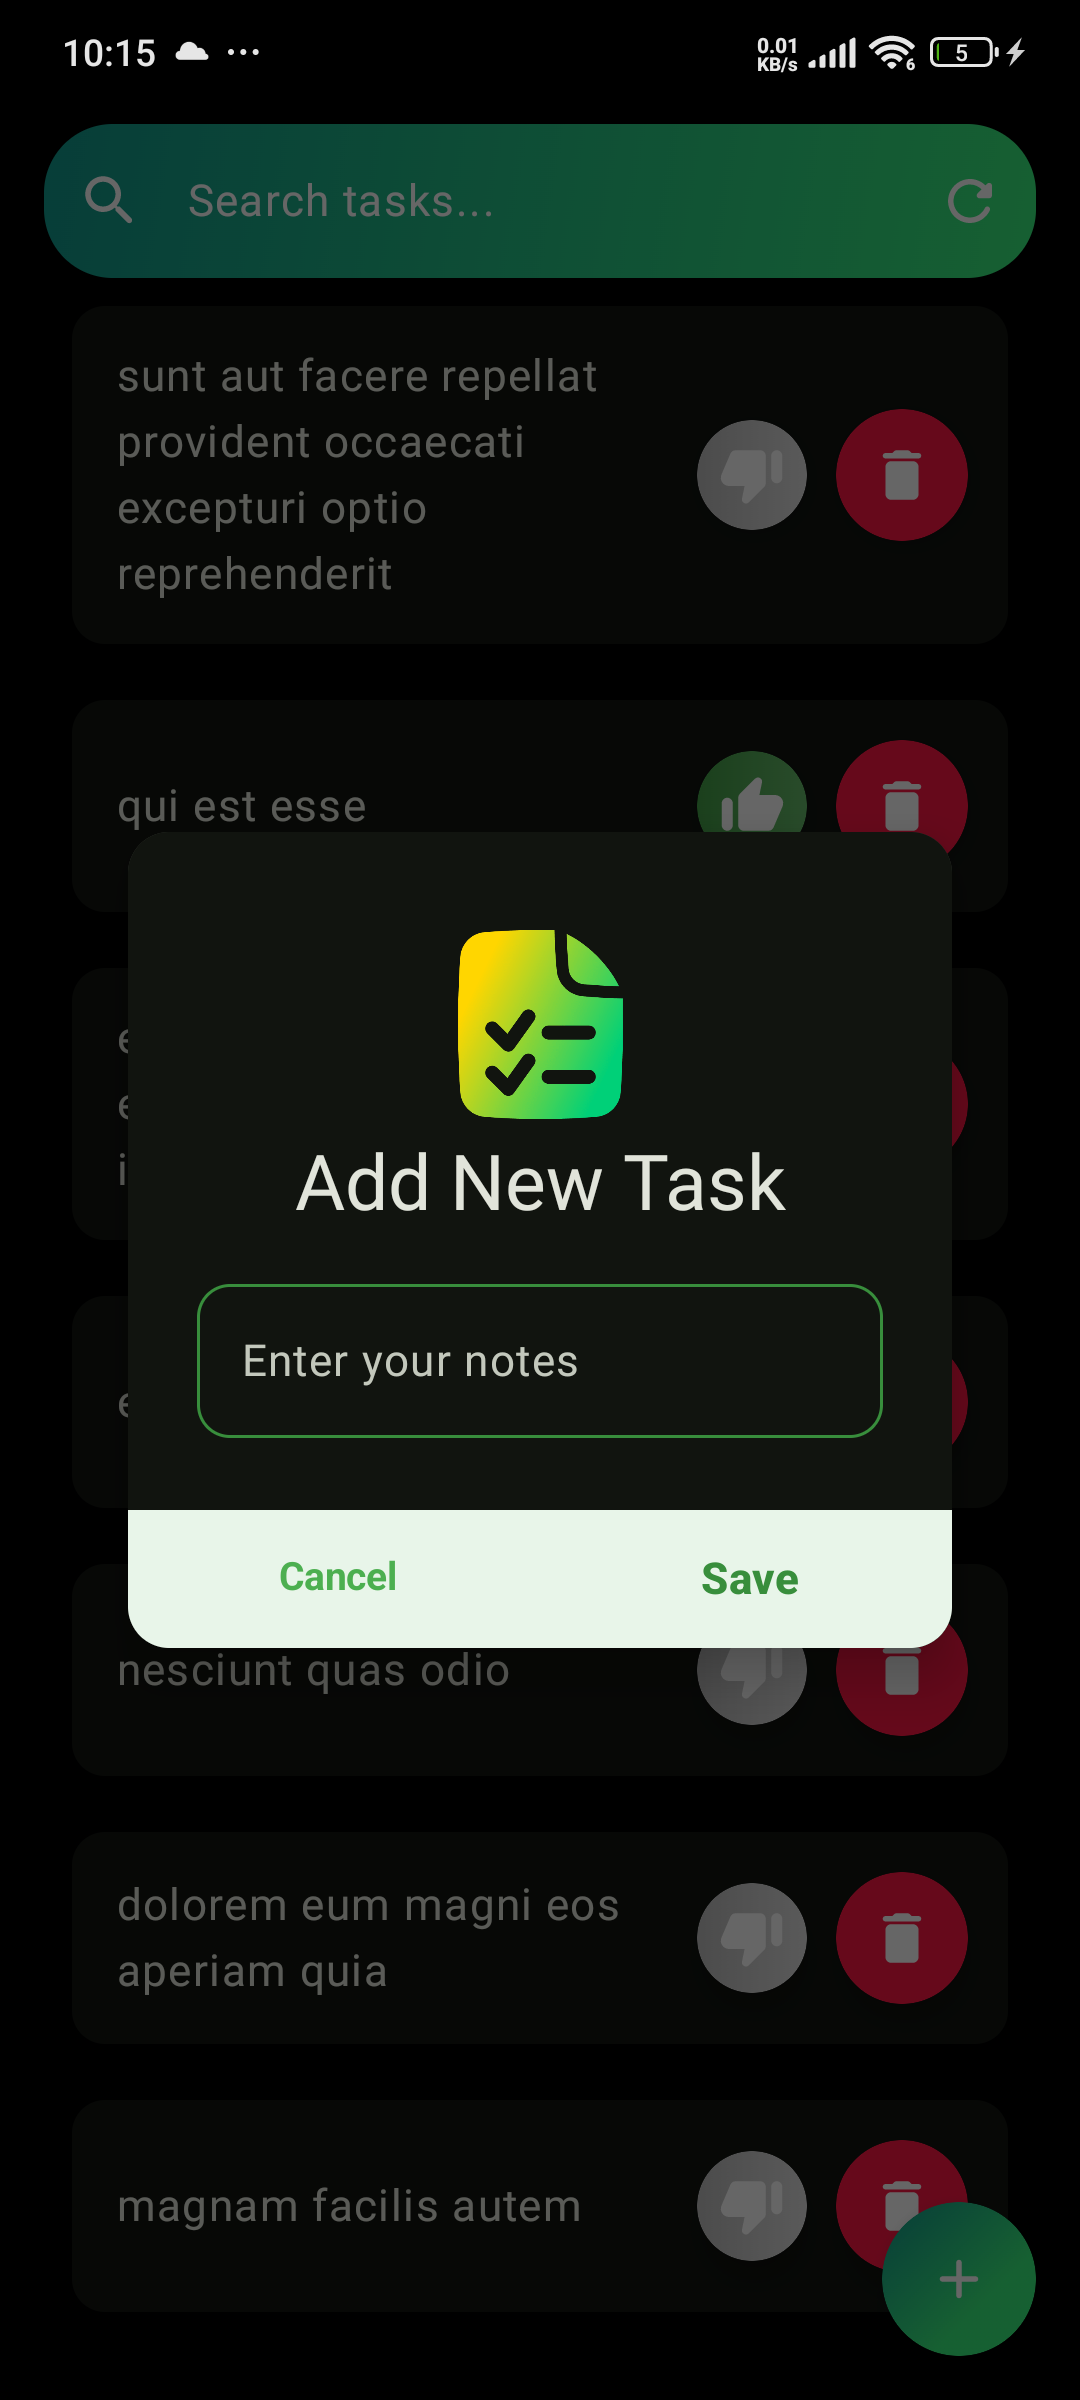 10:15
0.01
KB/s
6
5
Search tasks...
sunt aut facere repellat
provident occaecati
excepturi optio
reprehenderit
qui est esse
Add New Task
Enter your notes
Cancel
Save
nesciunt quas odio
dolorem eum magni eos
aperiam quia
magnam facilis autem